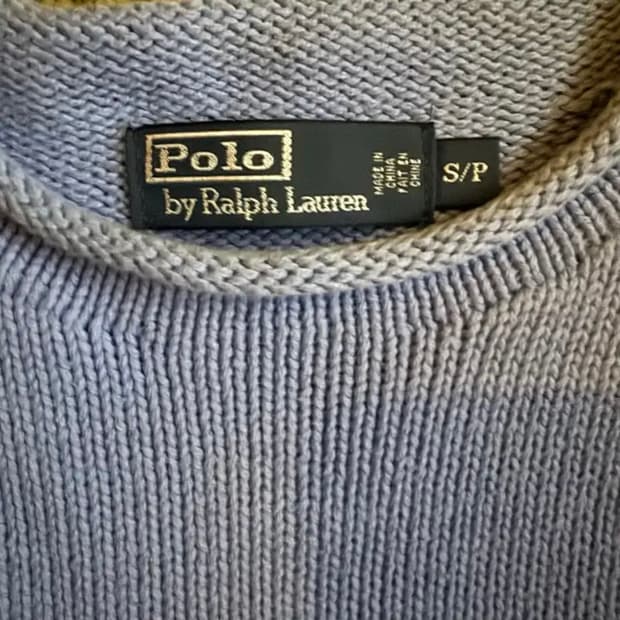 Polo
by Ralph Lauren
MADE IN
CHINA
FAIT EN
CHINE
S/P